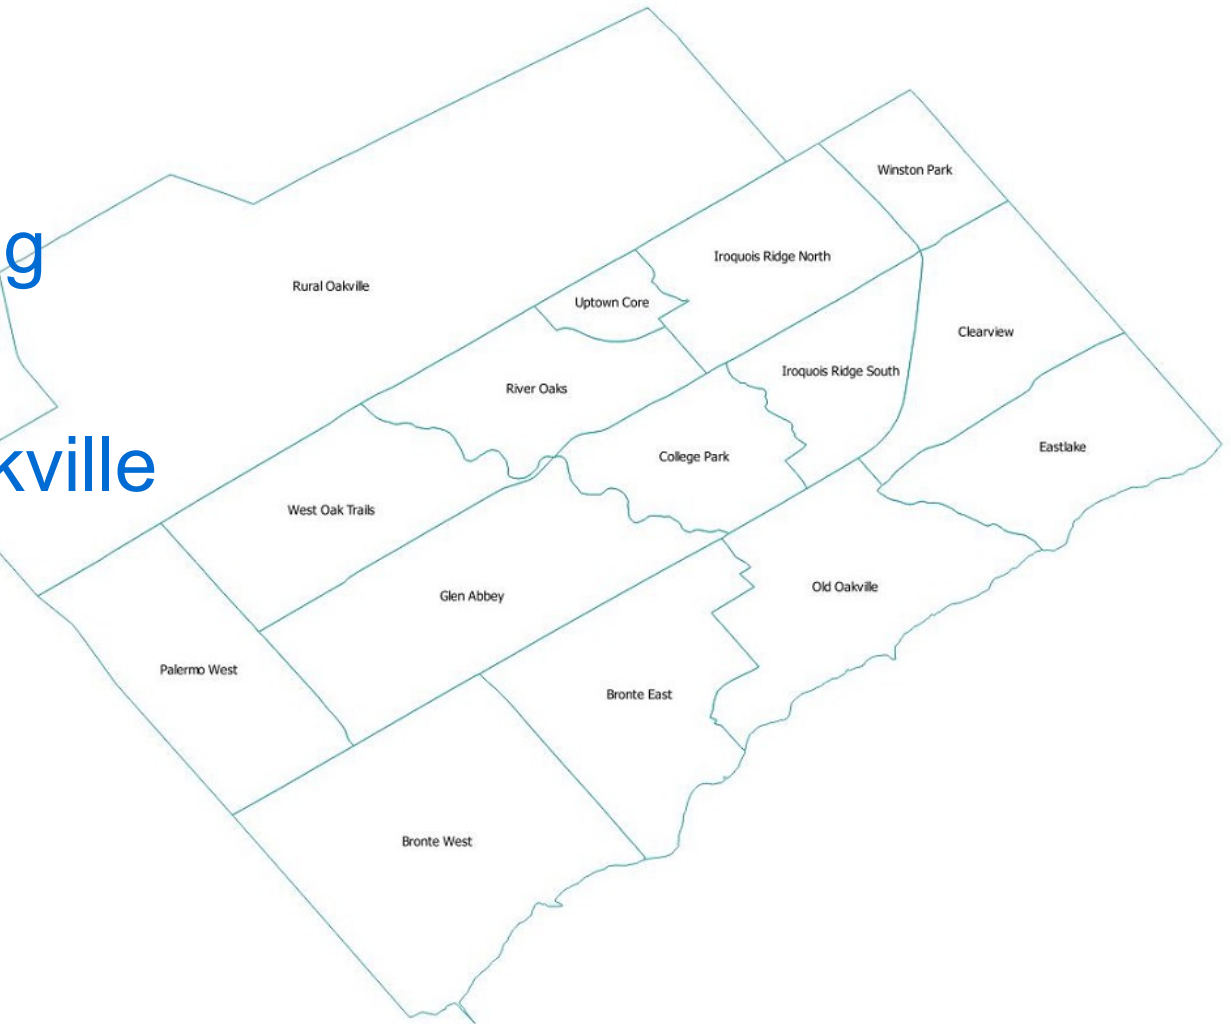 Winston Park
g
Iroquois Ridge North
Rural Oakville
Uptown Core
Clearview
Iroquois Ridge South
River Oaks
Eastlake
College Park
kville
West Oak Trails
Old Oakville
Glen Abbey
Palermo West
Bronte East
Bronte West